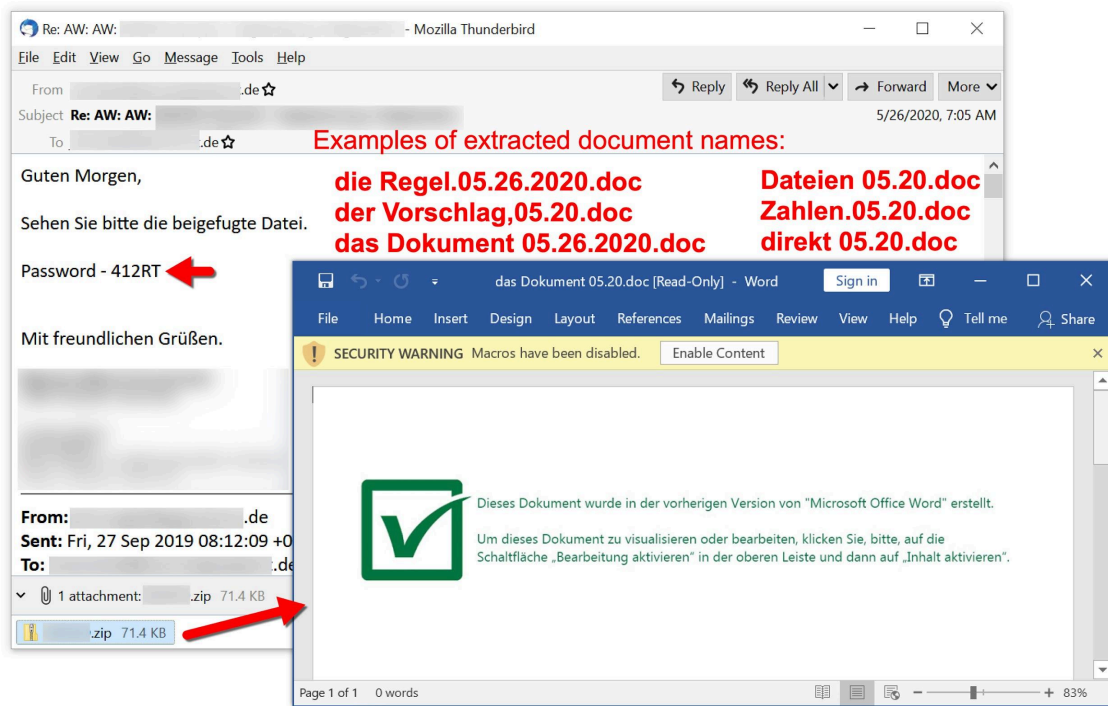 Re: AW: AW: - Mozilla Thunderbird
File Edit View Go Message Tools Help
From .de
Reply Reply All Forward More
Subject Re: AW: AW:
5/26/2020, 7:05 AM
To .de
Examples of extracted document names:
die Regel.05.26.2020.doc
der Vorschlag,05.20.doc
das Dokument 05.26.2020.doc
Dateien 05.20.doc
Zahlen.05.20.doc
direkt 05.20.doc
Guten Morgen,
Sehen Sie bitte die beigefugte Datei.
Password - 412RT
Mit freundlichen Grüßen.
From: .de
Sent: Fri, 27 Sep 2019 08:12:09 +0
To: .de
1 attachment: .zip 71.4 KB
.zip 71.4 KB
das Dokument 05.20.doc [Read-Only] - Word Sign in
File Home Insert Design Layout References Mailings Review View Help Tell me Share
SECURITY WARNING Macros have been disabled. Enable Content
Dieses Dokument wurde in der vorherigen Version von "Microsoft Office Word" erstellt.
Um dieses Dokument zu visualisieren oder bearbeiten, klicken Sie, bitte, auf die
Schaltfläche „Bearbeitung aktivieren“ in der oberen Leiste und dann auf „Inhalt aktivieren“.
Page 1 of 1 0 words
83%